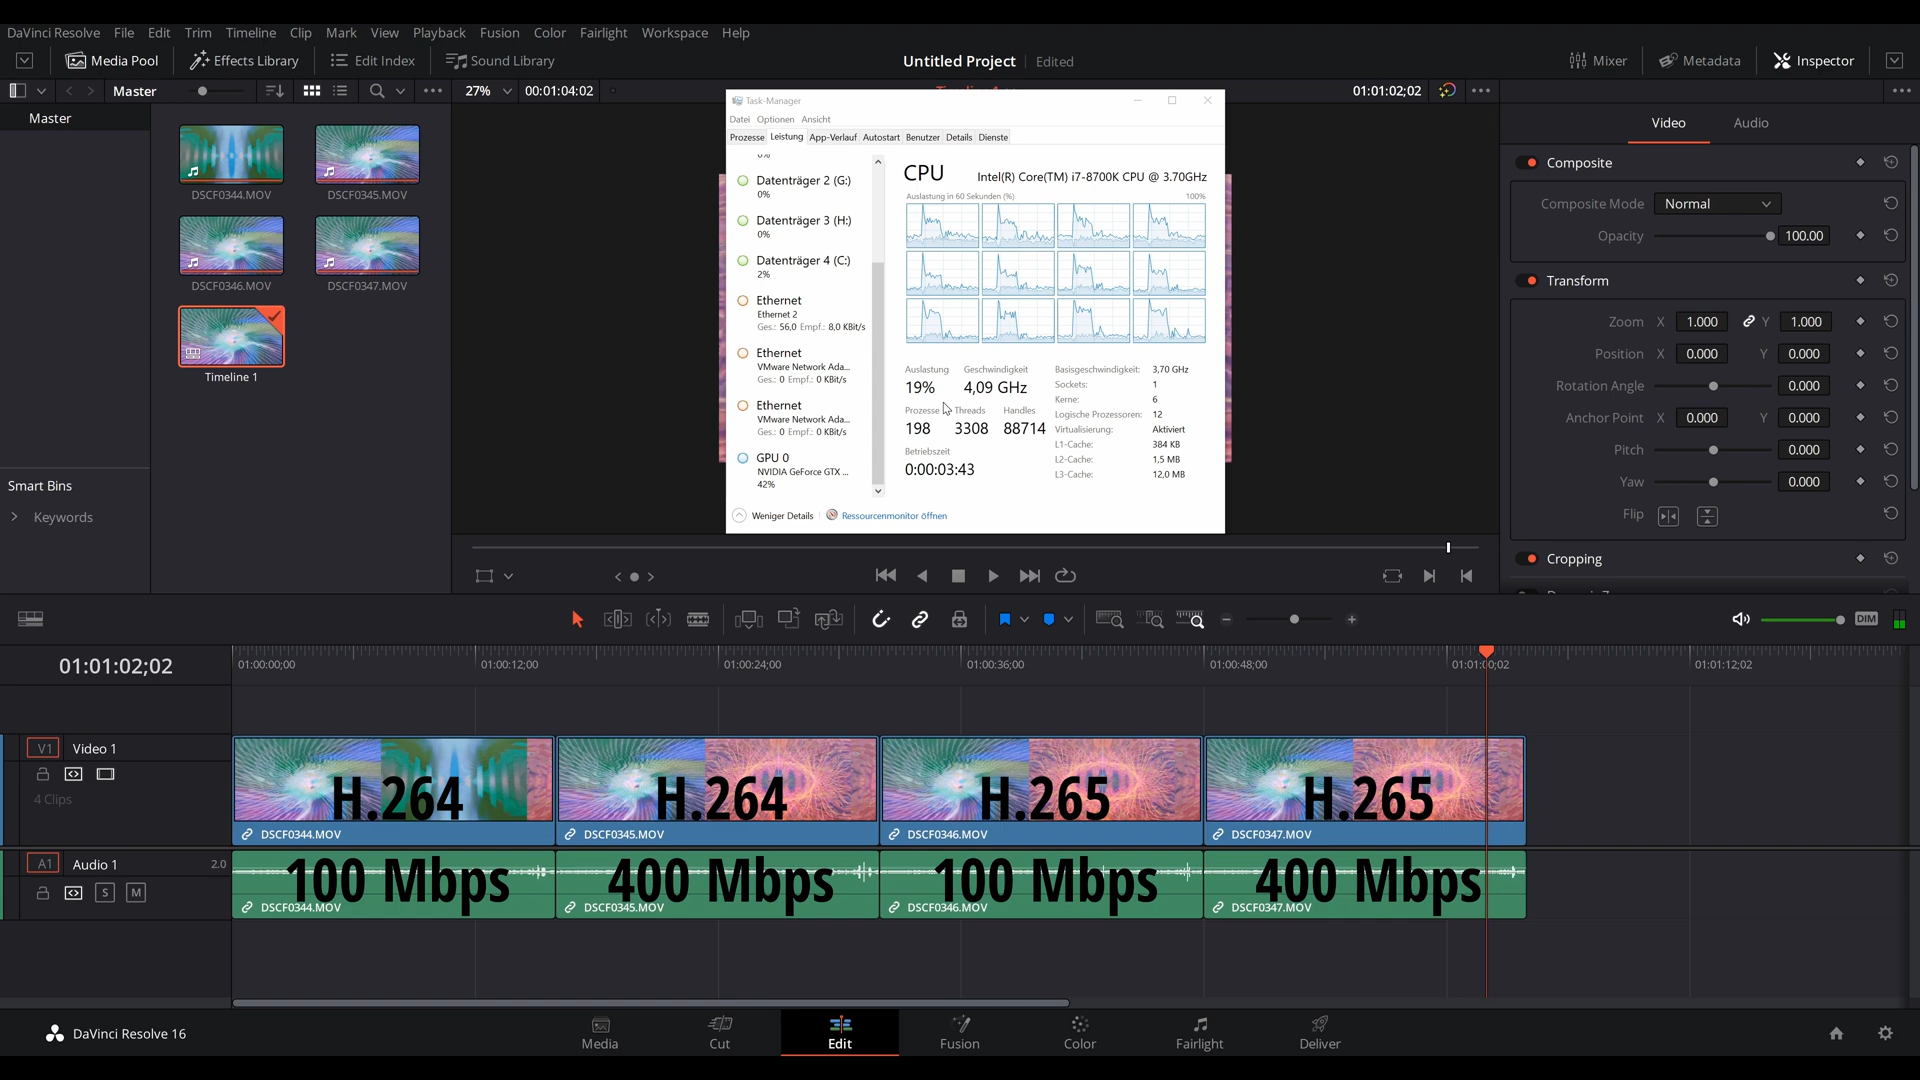 DaVinci Resolve File Edit Trim Timeline Clip Mark View Playback Fusion Color Fairlight Workspace Help
Media Pool Effects Library Edit Index Sound Library Untitled Project Edited Mixer Metadata Inspector
Master 27% 00:01:04:02 01:01:02;02
Master
DSCF0344.MOV DSCF0345.MOV
DSCF0346.MOV DSCF0347.MOV
Timeline 1
Smart Bins
Keywords
Task-Manager
Datei Optionen Ansicht
Prozesse Leistung App-Verlauf Autostart Benutzer Details Dienste
0%
Datenträger 2 (G:)
0%
Datenträger 3 (H:)
0%
Datenträger 4 (C:)
2%
Ethernet
Ethernet 2
Ges.: 56,0 Empf.: 8,0 KBit/s
Ethernet
VMware Network Ada...
Ges.: 0 Empf.: 0 KBit/s
Ethernet
VMware Network Ada...
Ges.: 0 Empf.: 0 KBit/s
GPU 0
NVIDIA GeForce GTX ...
42%
CPU Intel(R) Core(TM) i7-8700K CPU @ 3.70GHz
Auslastung in 60 Sekunden (%) 100%
Auslastung Geschwindigkeit
19% 4,09 GHz
Prozesse Threads Handles
198 3308 88714
Betriebszeit
0:00:03:43
Basisgeschwindigkeit: 3,70 GHz
Sockets: 1
Kerne: 6
Logische Prozessoren: 12
Virtualisierung: Aktiviert
L1-Cache: 384 KB
L2-Cache: 1,5 MB
L3-Cache: 12,0 MB
Weniger Details Ressourcenmonitor öffnen
Video Audio
Composite
Composite Mode Normal
Opacity 100.00
Transform
Zoom X 1.000 Y 1.000
Position X 0.000 Y 0.000
Rotation Angle 0.000
Anchor Point X 0.000 Y 0.000
Pitch 0.000
Yaw 0.000
Flip
Cropping
DIM
01:01:02;02 01:00:00;00 01:00:12;00 01:00:24;00 01:00:36;00 01:00:48;00 01:01:00;02 01:01:12;02
V1 Video 1
4 Clips
H.264 H.264 H.265 H.265
DSCF0344.MOV DSCF0345.MOV DSCF0346.MOV DSCF0347.MOV
A1 Audio 1 2.0
S M
100 Mbps 400 Mbps 100 Mbps 400 Mbps
DSCF0344.MOV DSCF0345.MOV DSCF0346.MOV DSCF0347.MOV
DaVinci Resolve 16 Media Cut Edit Fusion Color Fairlight Deliver